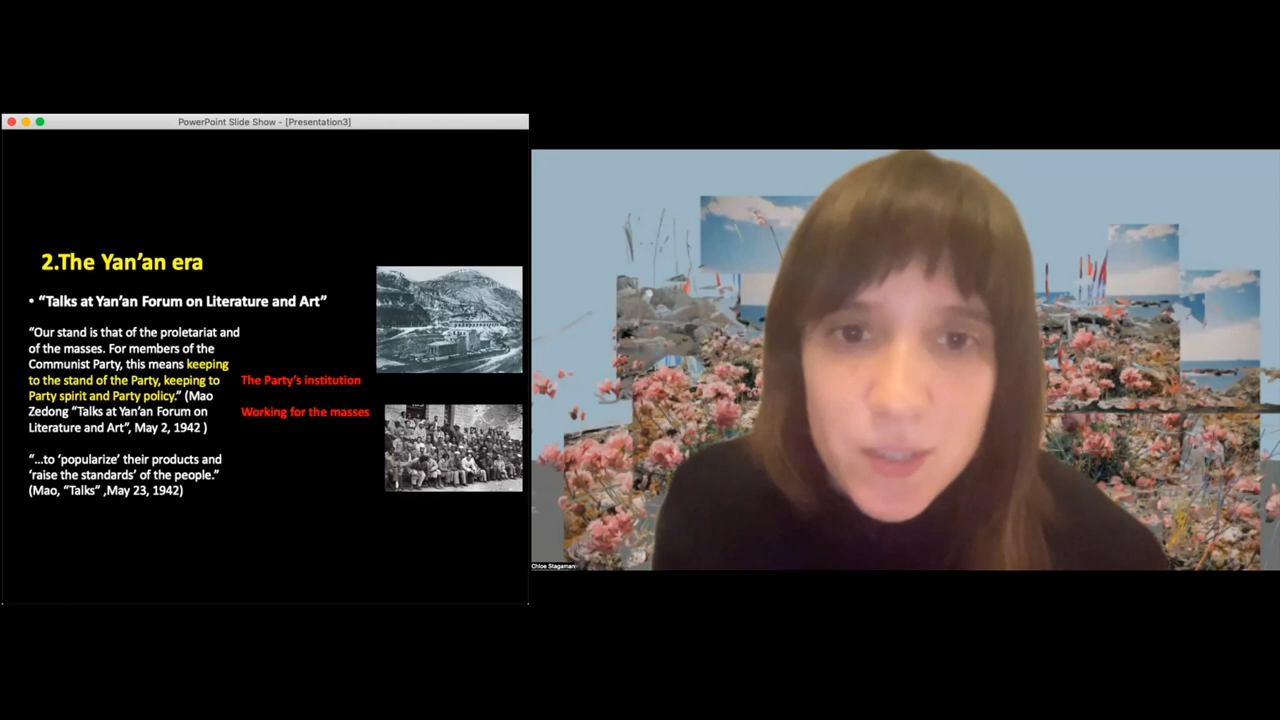 PowerPoint Slide Show - [Presentation3]
2.The Yan’an era
• “Talks at Yan’an Forum on Literature and Art”
“Our stand is that of the proletariat and
of the masses. For members of the
Communist Party, this means keeping
to the stand of the Party, keeping to
Party spirit and Party policy.” (Mao
Zedong “Talks at Yan’an Forum on
Literature and Art”, May 2, 1942 )
“…to ‘popularize’ their products and
‘raise the standards’ of the people.”
(Mao, “Talks” ,May 23, 1942)
The Party’s institution
Working for the masses
Chloe Stagaman